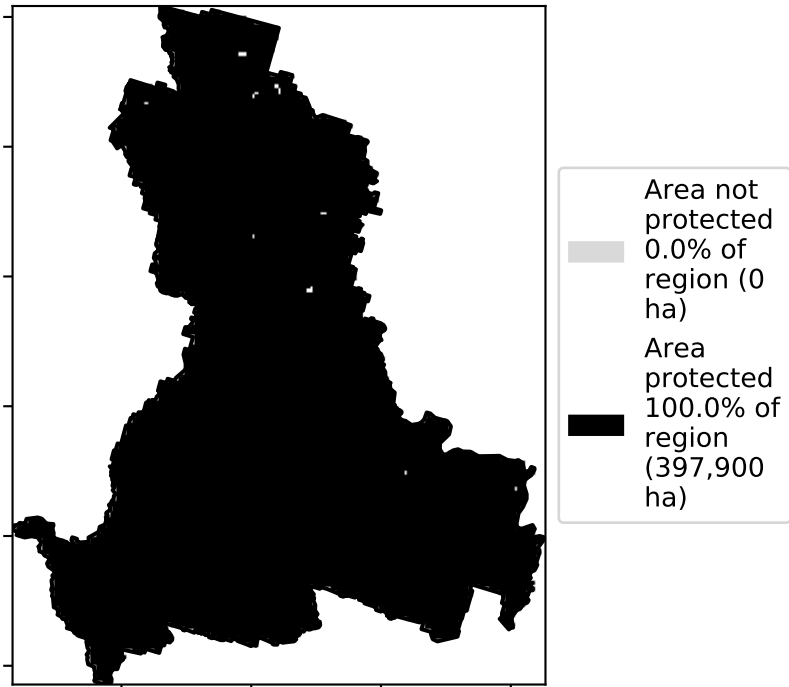 Area not
protected
0.0% of
region (0
ha)
Area
protected
100.0% of
region
(397,900
ha)